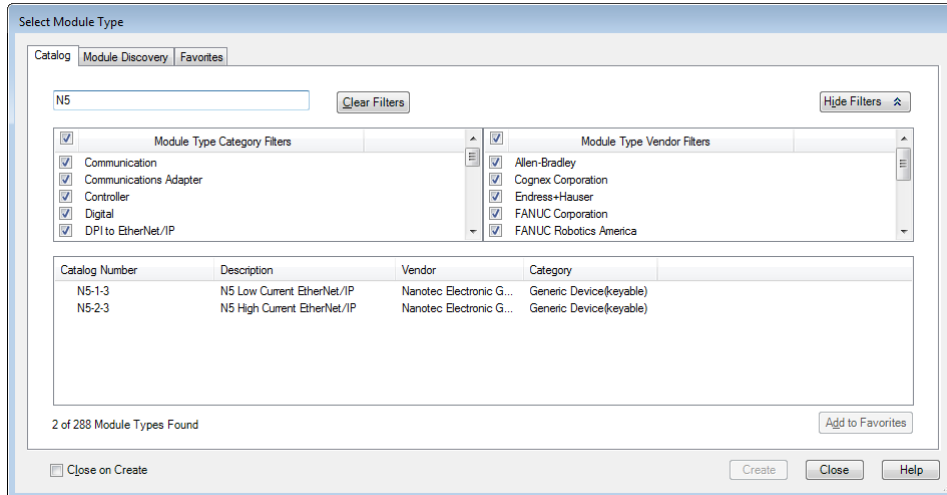 Select Module Type
Catalog Module Discovery Favorites
N5 Clear Filters Hide Filters
Module Type Category Filters Module Type Vendor Filters
Communication Allen-Bradley
Communications Adapter Cognex Corporation
Controller Endress+Hauser
Digital FANUC Corporation
DPI to EtherNet/IP FANUC Robotics America
Catalog Number Description Vendor Category
N5-1-3 N5 Low Current EtherNet/IP Nanotec Electronic G... Generic Device(keyable)
N5-2-3 N5 High Current EtherNet/IP Nanotec Electronic G... Generic Device(keyable)
2 of 288 Module Types Found Add to Favorites
Close on Create Create Close Help